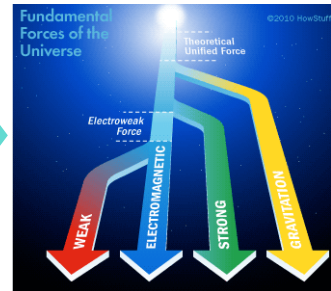 Fundamental
Forces of the
Universe
©2010 HowStuff
Theoretical
Unified Force
Electroweak
Force
WEAK
ELECTROMAGNETIC
STRONG
GRAVITATION